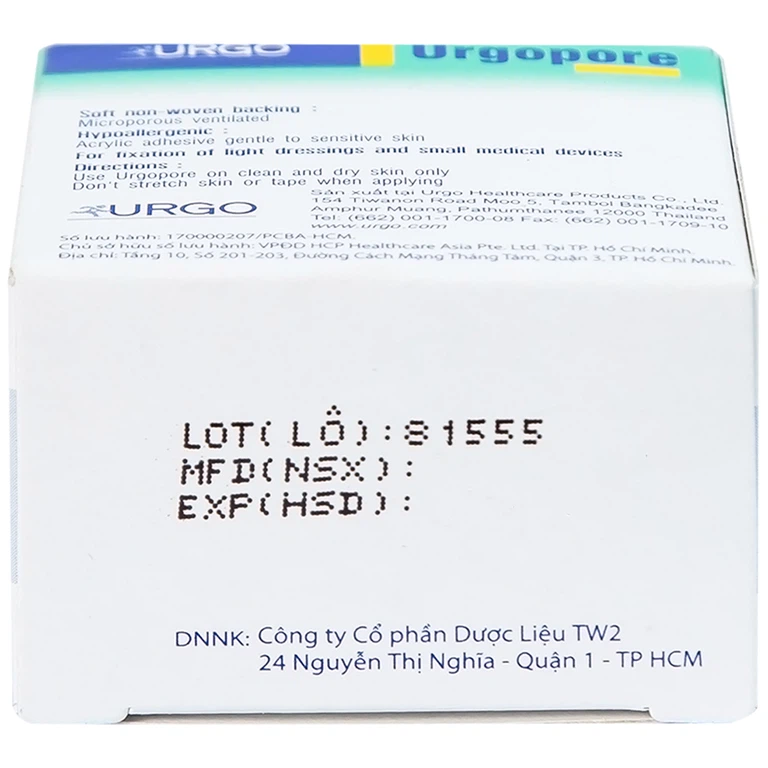 URGO Urgopore
Soft non-woven backing :
Microporous ventilated
Hypoallergenic :
Acrylic adhesive gentle to sensitive skin
For fixation of light dressings and small medical devices
Directions :
Use Urgopore on clean and dry skin only
Don't stretch skin or tape when applying
URGO
Sản xuất tại Urgo Healthcare Products Co., Ltd.
154 Tiwanon Road Moo 5, Tambol Bangkadee
Amphur Muang, Pathumthanee 12000 Thailand
Tel: (662) 001-1700-08 Fax: (662) 001-1709-10
www.urgo.com
Số lưu hành: 170000207/PCBA-HCM.
Chủ sở hữu số lưu hành: VPĐD HCP Healthcare Asia Pte. Ltd. Tại TP Hồ Chí Minh.
Địa chỉ: Tầng 10, Số 201-203, Đường Cách Mạng Tháng Tám, Quận 3, TP Hồ Chí Minh.
LOT(LÔ):81555
MFD(NSX):
EXP(HSD):
DNNK: Công ty Cổ phần Dược Liệu TW2
24 Nguyễn Thị Nghĩa - Quận 1 - TP HCM